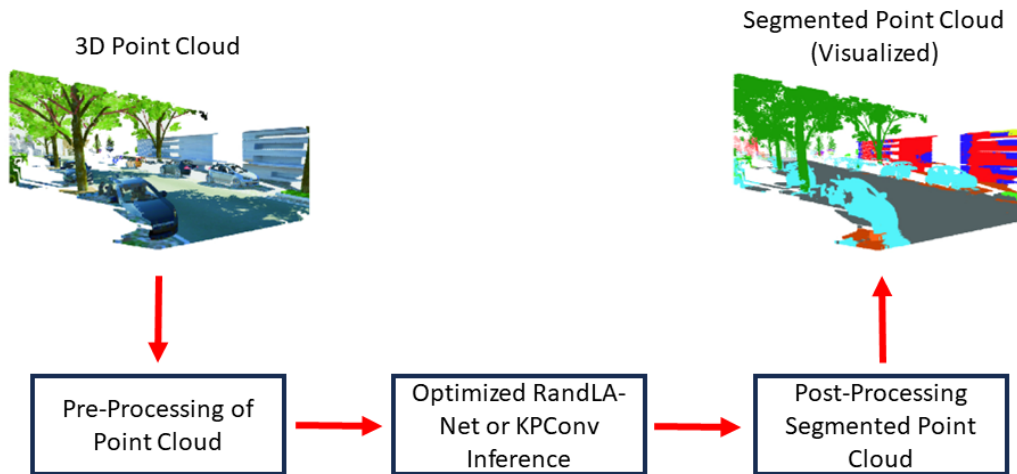 3D Point Cloud
Segmented Point Cloud
(Visualized)
Pre-Processing of
Point Cloud
Optimized RandLA-
Net or KPConv
Inference
Post-Processing
Segmented Point
Cloud